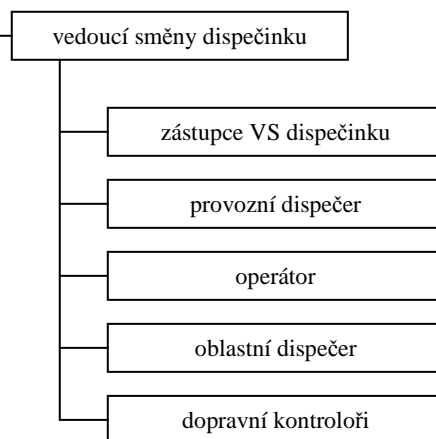 vedoucí směny dispečinku
zástupce VS dispečinku
provozní dispečer
operátor
oblastní dispečer
dopravní kontroloři